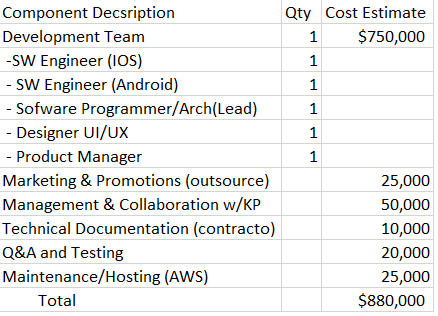 Component Decsription Qty Cost Estimate
Development Team 1 $750,000
-SW Engineer (IOS) 1
- SW Engineer (Android) 1
- Sofware Programmer/Arch(Lead) 1
- Designer UI/UX 1
- Product Manager 1
Marketing & Promotions (outsource) 25,000
Management & Collaboration w/KP 50,000
Technical Documentation (contracto) 10,000
Q&A and Testing 20,000
Maintenance/Hosting (AWS) 25,000
Total $880,000